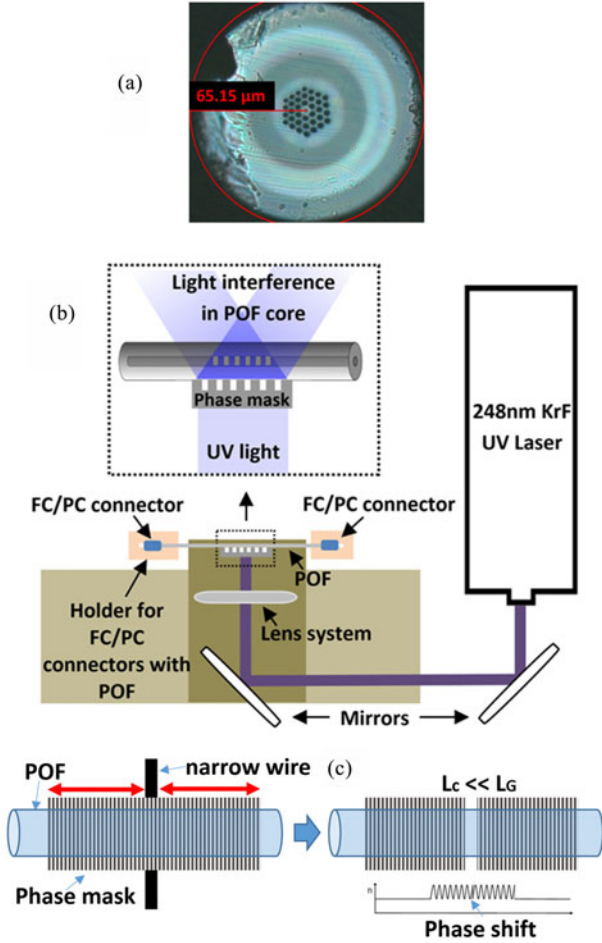 (a)
65.15 μm
(b)
Light interference
in POF core
Phase mask
UV light
248nm KrF
UV Laser
FC/PC connector
FC/PC connector
POF
Holder for
FC/PC
connectors with
POF
Lens system
Mirrors
POF
narrow wire
(c)
Lc << LG
Phase mask
n
Phase shift